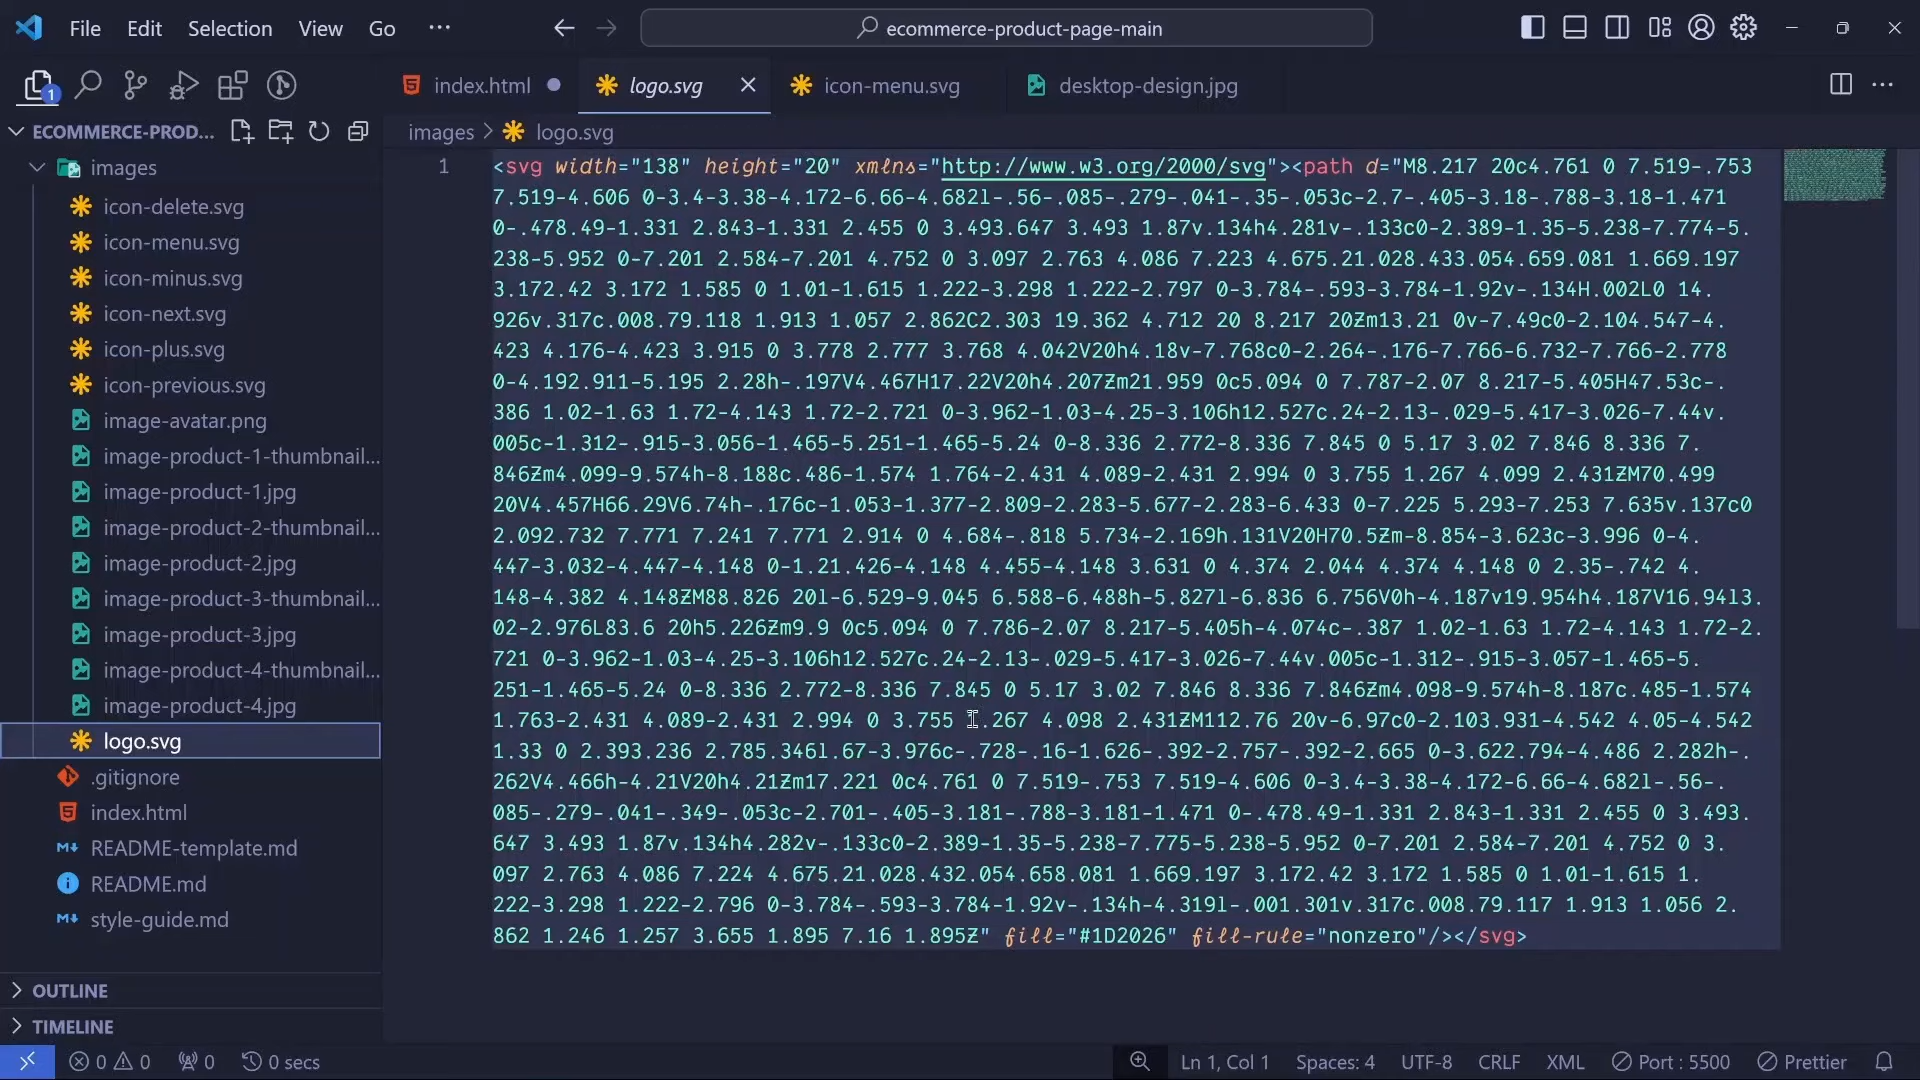 File Edit Selection View Go ··· ecommerce-product-page-main
1
index.html logo.svg icon-menu.svg desktop-design.jpg
ECOMMERCE-PROD...
images > logo.svg
images
icon-delete.svg
icon-menu.svg
icon-minus.svg
icon-next.svg
icon-plus.svg
icon-previous.svg
image-avatar.png
image-product-1-thumbnail...
image-product-1.jpg
image-product-2-thumbnail...
image-product-2.jpg
image-product-3-thumbnail...
image-product-3.jpg
image-product-4-thumbnail...
image-product-4.jpg
logo.svg
.gitignore
index.html
README-template.md
README.md
style-guide.md
OUTLINE
TIMELINE
1
<svg width="138" height="20" xmlns="http://www.w3.org/2000/svg"><path d="M8.217 20c4.761 0 7.519-.753
7.519-4.606 0-3.4-3.38-4.172-6.66-4.682l-.56-.085-.279-.041-.35-.053c-2.7-.405-3.18-.788-3.18-1.471
0-.478.49-1.331 2.843-1.331 2.455 0 3.493.647 3.493 1.87v.134h4.281v-.133c0-2.389-1.35-5.238-7.774-5.
238-5.952 0-7.201 2.584-7.201 4.752 0 3.097 2.763 4.086 7.223 4.675.21.028.433.054.659.081 1.669.197
3.172.42 3.172 1.585 0 1.01-1.615 1.222-3.298 1.222-2.797 0-3.784-.593-3.784-1.92v-.134H.002L0 14.
926v.317c.008.79.118 1.913 1.057 2.862C2.303 19.362 4.712 20 8.217 20Zm13.21 0v-7.49c0-2.104.547-4.
423 4.176-4.423 3.915 0 3.778 2.777 3.768 4.042V20h4.18v-7.768c0-2.264-.176-7.766-6.732-7.766-2.778
0-4.192.911-5.195 2.28h-.197V4.467H17.22V20h4.207Zm21.959 0c5.094 0 7.787-2.07 8.217-5.405H47.53c-.
386 1.02-1.63 1.72-4.143 1.72-2.721 0-3.962-1.03-4.25-3.106h12.527c.24-2.13-.029-5.417-3.026-7.44v.
005c-1.312-.915-3.056-1.465-5.251-1.465-5.24 0-8.336 2.772-8.336 7.845 0 5.17 3.02 7.846 8.336 7.
846Zm4.099-9.574h-8.188c.486-1.574 1.764-2.431 4.089-2.431 2.994 0 3.755 1.267 4.099 2.431ZM70.499
20V4.457H66.29V6.74h-.176c-1.053-1.377-2.809-2.283-5.677-2.283-6.433 0-7.225 5.293-7.253 7.635v.137c0
2.092.732 7.771 7.241 7.771 2.914 0 4.684-.818 5.734-2.169h.131V20H70.5Zm-8.854-3.623c-3.996 0-4.
447-3.032-4.447-4.148 0-1.21.426-4.148 4.455-4.148 3.631 0 4.374 2.044 4.374 4.148 0 2.35-.742 4.
148-4.382 4.148ZM88.826 20l-6.529-9.045 6.588-6.488h-5.827l-6.836 6.756V0h-4.187v19.954h4.187V16.94l3.
02-2.976L83.6 20h5.226Zm9.9 0c5.094 0 7.786-2.07 8.217-5.405h-4.074c-.387 1.02-1.63 1.72-4.143 1.72-2.
721 0-3.962-1.03-4.25-3.106h12.527c.24-2.13-.029-5.417-3.026-7.44v.005c-1.312-.915-3.057-1.465-5.
251-1.465-5.24 0-8.336 2.772-8.336 7.845 0 5.17 3.02 7.846 8.336 7.846Zm4.098-9.574h-8.187c.485-1.574
1.763-2.431 4.089-2.431 2.994 0 3.755 1.267 4.098 2.431ZM112.76 20v-6.97c0-2.103.931-4.542 4.05-4.542
1.33 0 2.393.236 2.785.346l.67-3.976c-.728-.16-1.626-.392-2.757-.392-2.665 0-3.622.794-4.486 2.282h-.
262V4.466h-4.21V20h4.21Zm17.221 0c4.761 0 7.519-.753 7.519-4.606 0-3.4-3.38-4.172-6.66-4.682l-.56-.
085-.279-.041-.349-.053c-2.701-.405-3.181-.788-3.181-1.471 0-.478.49-1.331 2.843-1.331 2.455 0 3.493.
647 3.493 1.87v.134h4.282v-.133c0-2.389-1.35-5.238-7.775-5.238-5.952 0-7.201 2.584-7.201 4.752 0 3.
097 2.763 4.086 7.224 4.675.21.028.432.054.658.081 1.669.197 3.172.42 3.172 1.585 0 1.01-1.615 1.
222-3.298 1.222-2.796 0-3.784-.593-3.784-1.92v-.134h-4.319l-.001.301v.317c.008.79.117 1.913 1.056 2.
862 1.246 1.257 3.655 1.895 7.16 1.895Z" fill="#1D2026" fill-rule="nonzero"/></svg>
0 0 0 0 secs Ln 1, Col 1 Spaces: 4 UTF-8 CRLF XML Port : 5500 Prettier